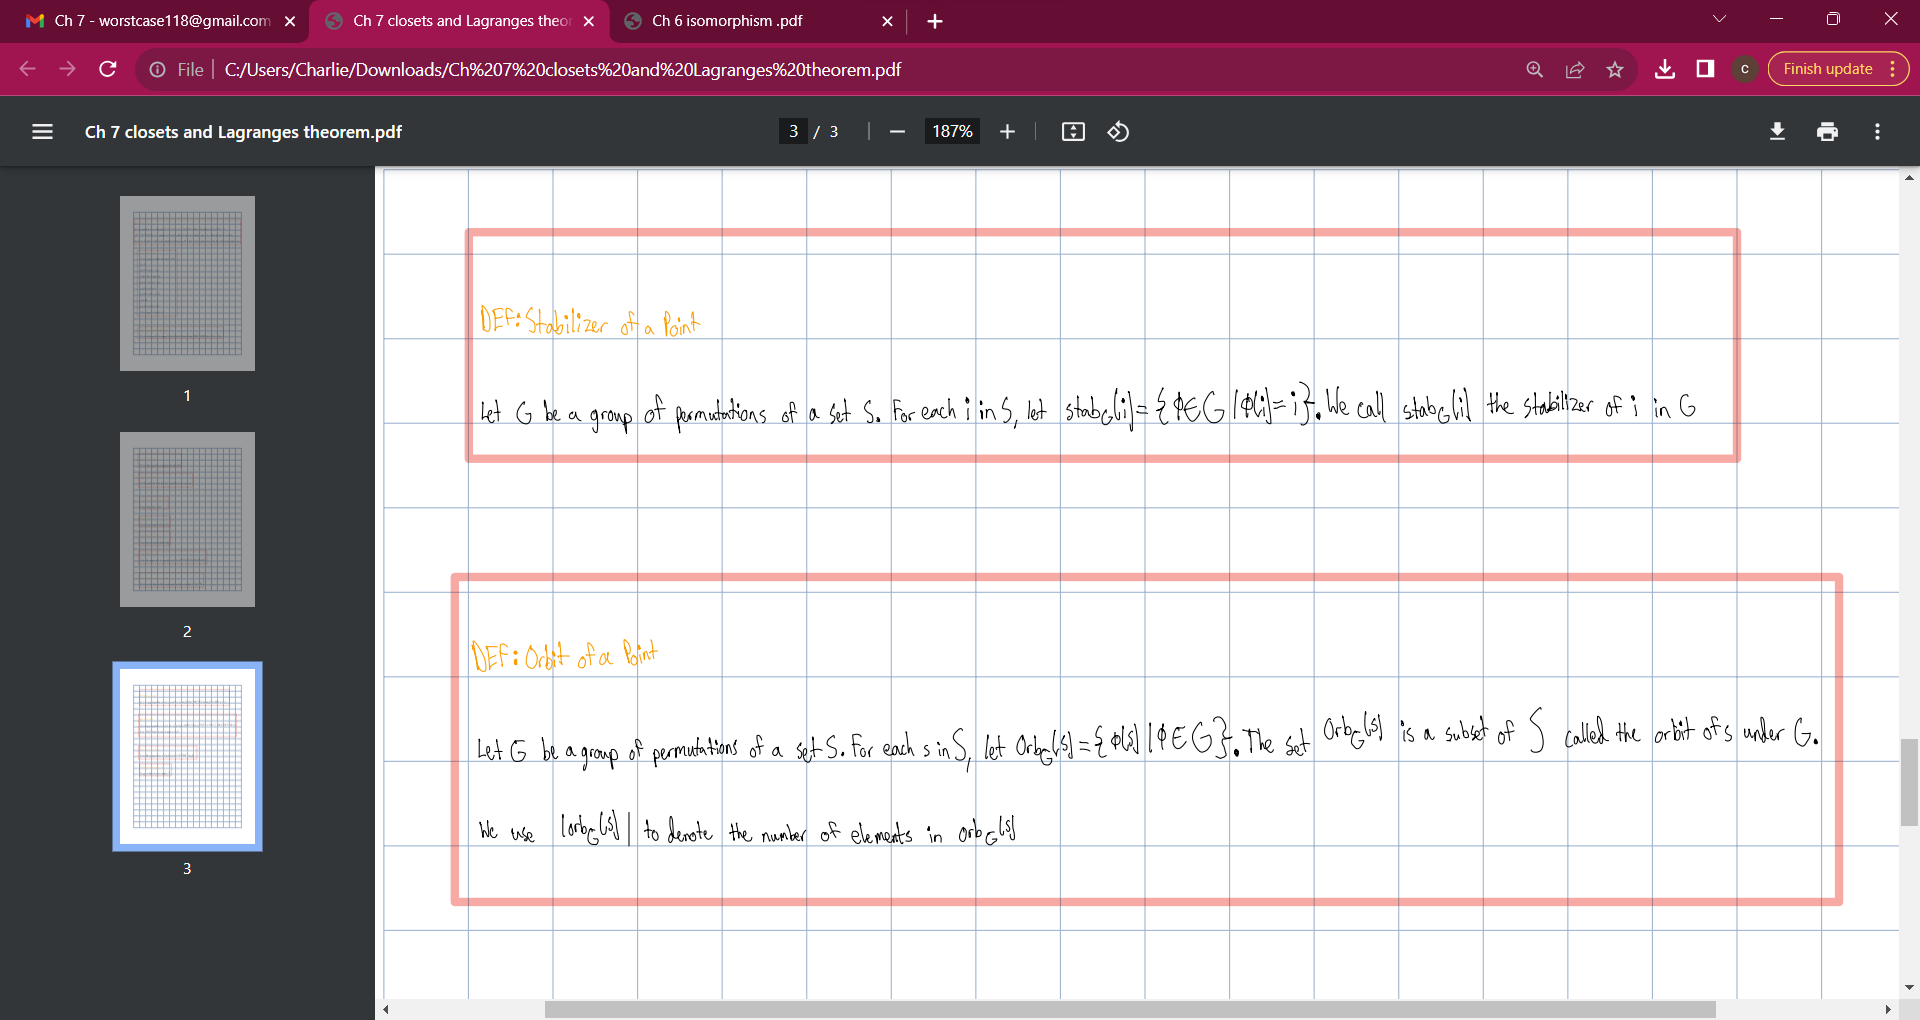 Ch 7 - worstcase118@gmail.com
Ch 7 closets and Lagranges theor
Ch 6 isomorphism .pdf
File
C:/Users/Charlie/Downloads/Ch%207%20closets%20and%20Lagranges%20theorem.pdf
C
Finish update
Ch 7 closets and Lagranges theorem.pdf
3 / 3
187%
1
2
3
DEF: Stabilizer of a Point
Let G be a group of permutations of a set S. For each i in S, let stab_G(i) = {ϕ∈G | ϕ(i) = i}. We call stab_G(i) the stabilizer of i in G
DEF: Orbit of a Point
Let G be a group of permutations of a set S. For each s in S, let Orb_G(s) = {ϕ(s) | ϕ∈G}. The set Orb_G(s) is a subset of S called the orbit of s under G.
We use |orb_G(s)| to denote the number of elements in orb_G(s)